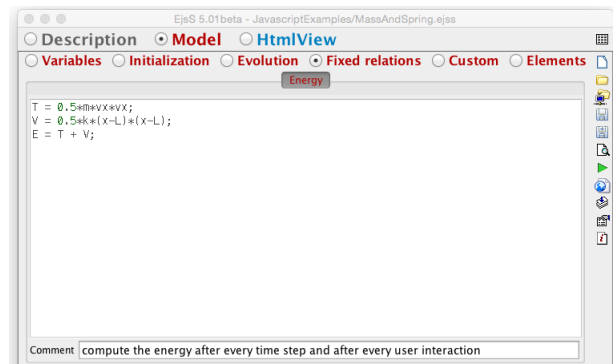 EjsS 5.01beta - JavascriptExamples/MassAndSpring.ejss
Description Model HtmlView
Variables Initialization Evolution Fixed relations Custom Elements
Energy
T = 0.5*m*vx*vx;
V = 0.5*k*(x-L)*(x-L);
E = T + V;
Comment compute the energy after every time step and after every user interaction